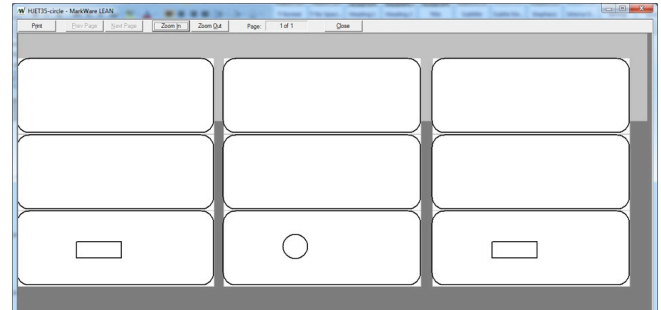 HJET35-circle - MarkWare LEAN
Print Prev Page Next Page Zoom In Zoom Out Page: 1 of 1 Close